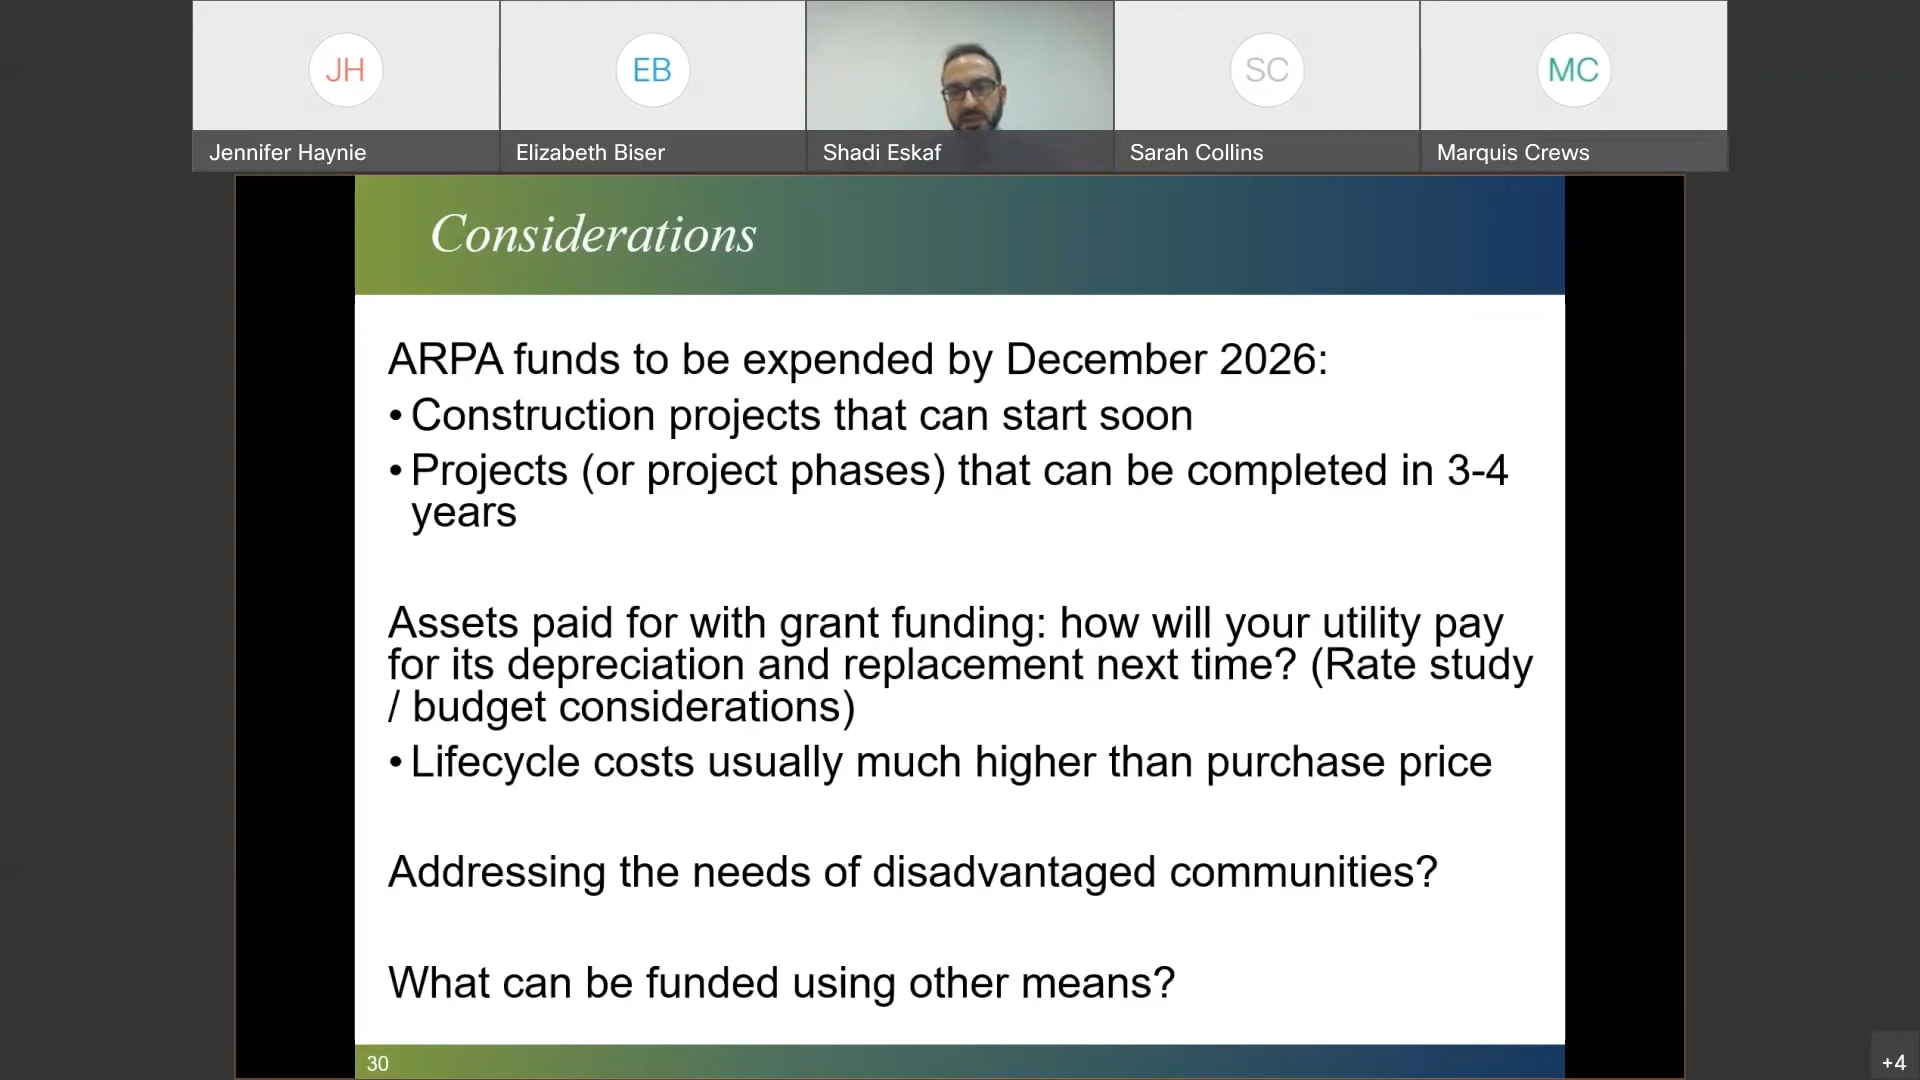 JH
EB
SC
MC
Jennifer Haynie
Elizabeth Biser
Shadi Eskaf
Sarah Collins
Marquis Crews
Considerations
ARPA funds to be expended by December 2026:
• Construction projects that can start soon
• Projects (or project phases) that can be completed in 3-4
years
Assets paid for with grant funding: how will your utility pay
for its depreciation and replacement next time? (Rate study
/ budget considerations)
• Lifecycle costs usually much higher than purchase price
Addressing the needs of disadvantaged communities?
What can be funded using other means?
30
+4